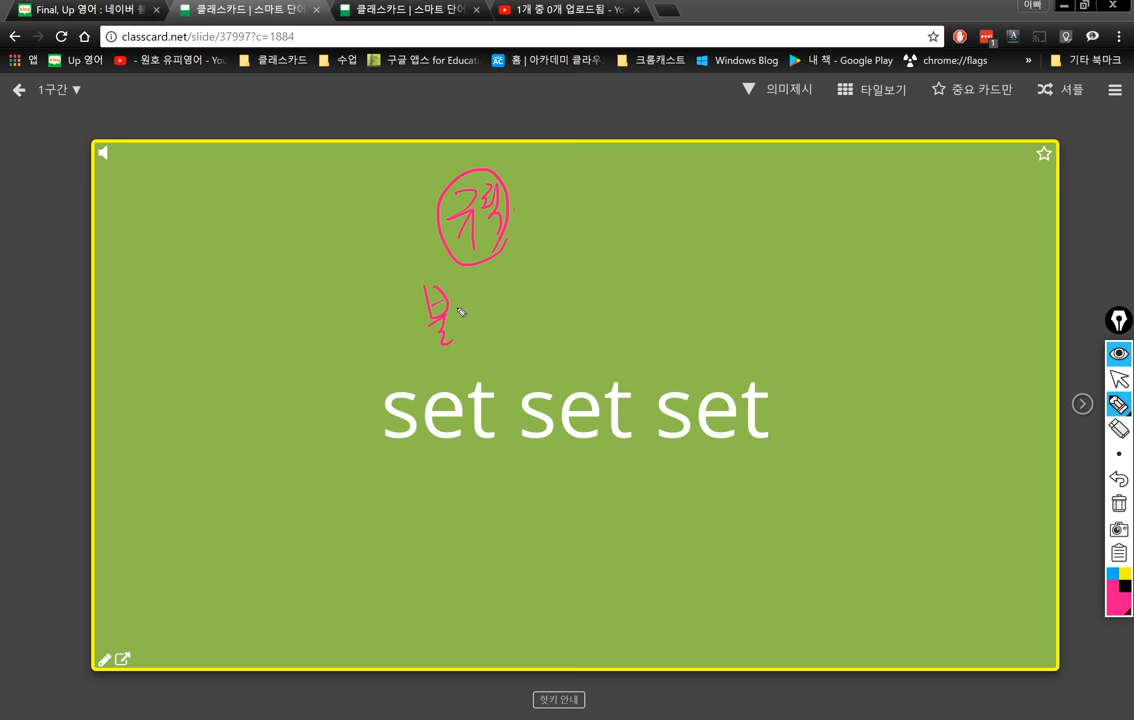 Final, Up 영어 : 네이버 블
클래스카드 | 스마트 단어
클래스카드 | 스마트 단어
1개 중 0개 업로드됨 - Yo
아빠
classcard.net/slide/37997?c=1884
앱 Up 영어 - 원호 유피영어 - You 클래스카드 수업 구글 앱스 for Educati 홈 | 아카데미 클라우 크롬캐스트 Windows Blog 내 책 - Google Play chrome://flags » 기타 북마크
1구간 ▼ 의미제시 타일보기 중요 카드만 셔플
규칙
불
set set set
핫키 안내